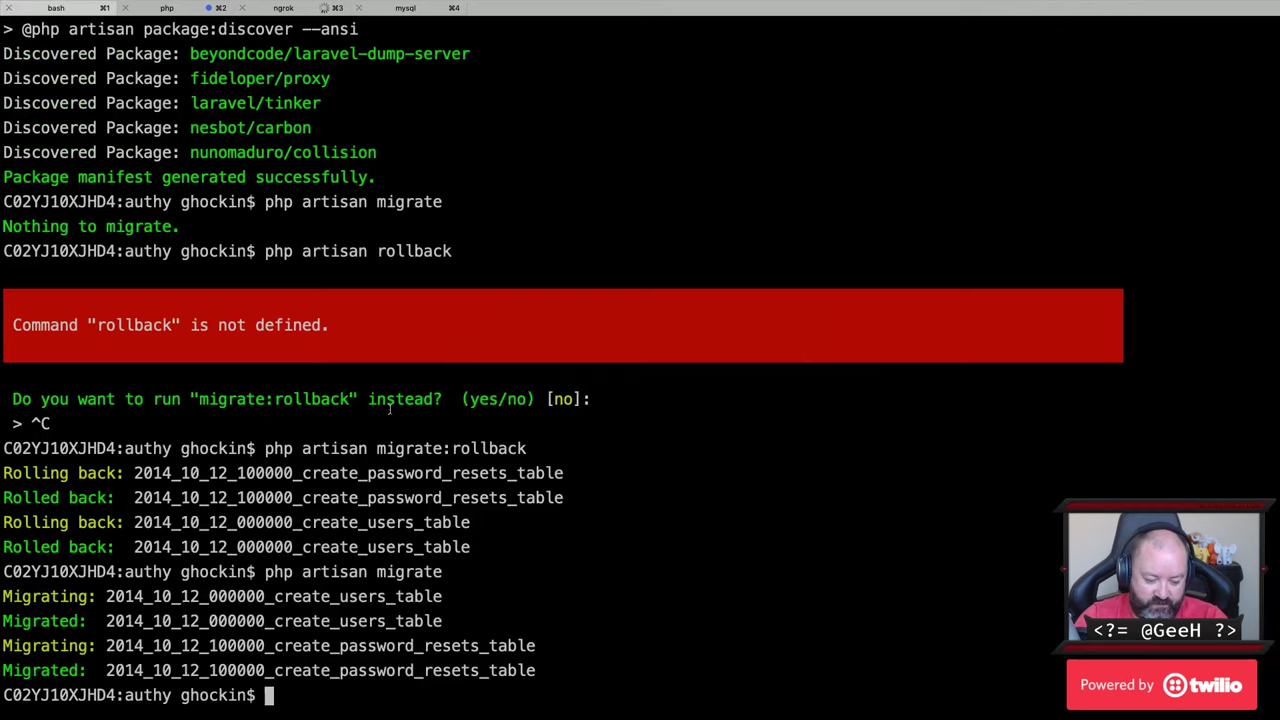 bash ⌘1 php ⌘2 ngrok ⌘3 mysql ⌘4
> @php artisan package:discover --ansi
Discovered Package: beyondcode/laravel-dump-server
Discovered Package: fideloper/proxy
Discovered Package: laravel/tinker
Discovered Package: nesbot/carbon
Discovered Package: nunomaduro/collision
Package manifest generated successfully.
C02YJ10XJHD4:authy ghockin$ php artisan migrate
Nothing to migrate.
C02YJ10XJHD4:authy ghockin$ php artisan rollback
Command "rollback" is not defined.
Do you want to run "migrate:rollback" instead?  (yes/no) [no]:
> ^C
C02YJ10XJHD4:authy ghockin$ php artisan migrate:rollback
Rolling back: 2014_10_12_100000_create_password_resets_table
Rolled back:  2014_10_12_100000_create_password_resets_table
Rolling back: 2014_10_12_000000_create_users_table
Rolled back:  2014_10_12_000000_create_users_table
C02YJ10XJHD4:authy ghockin$ php artisan migrate
Migrating: 2014_10_12_000000_create_users_table
Migrated:  2014_10_12_000000_create_users_table
Migrating: 2014_10_12_100000_create_password_resets_table
Migrated:  2014_10_12_100000_create_password_resets_table
C02YJ10XJHD4:authy ghockin$
<?= @GeeH ?>
Powered by twilio